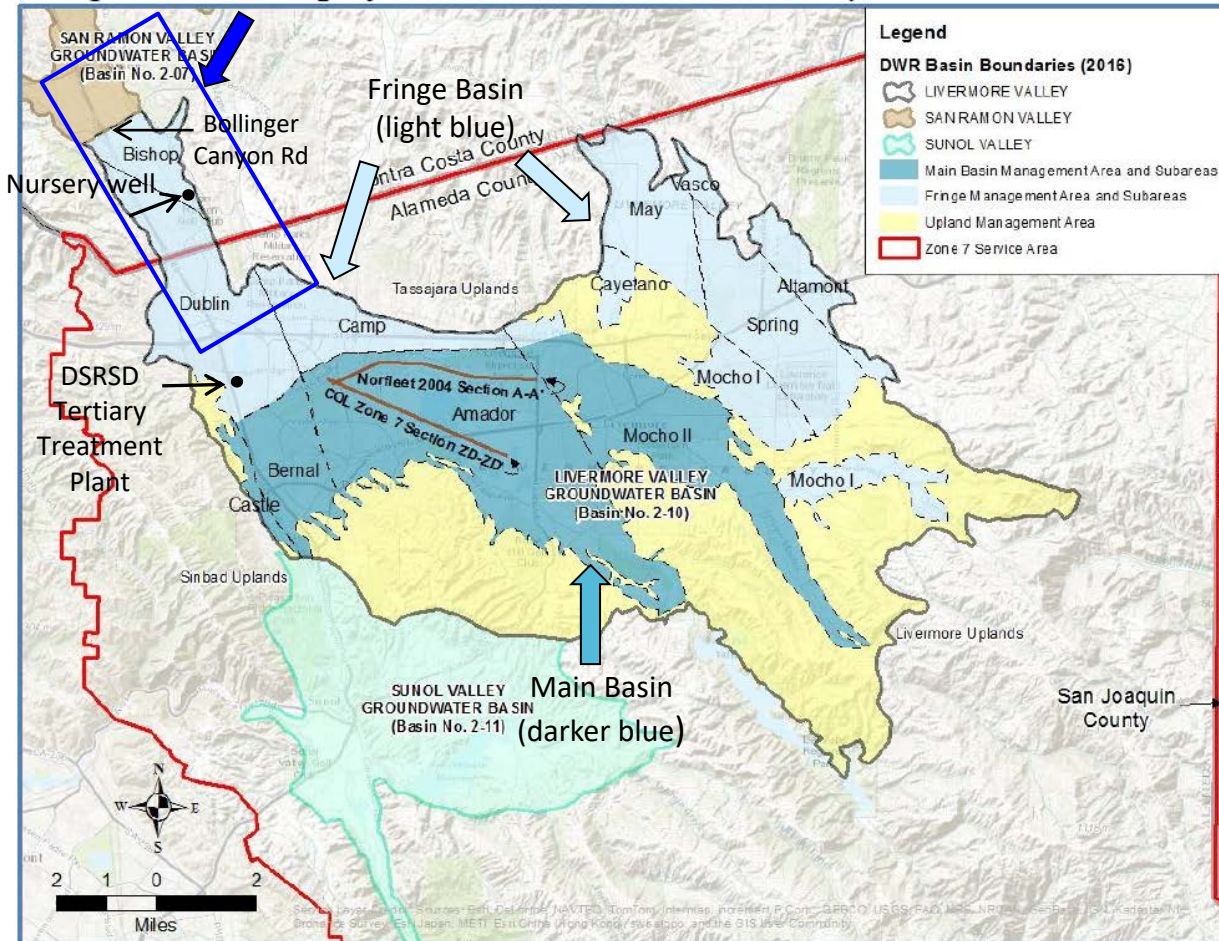 SAN RAMON VALLEY
GROUNDWATER BASIN
(Basin No. 2-07)
Fringe Basin
(light blue)
Bollinger
Canyon Rd
Bishop
Nursery well
Contra Costa County
Alameda County
Legend
DWR Basin Boundaries (2016)
LIVERMORE VALLEY
SAN RAMON VALLEY
SUNOL VALLEY
Main Basin Management Area and Subareas
Fringe Management Area and Subareas
Upland Management Area
Zone 7 Service Area
Vasco
May
Dublin
Tassajara Uplands
Cayetano
Altamont
Camp
Spring
DSRSD
Tertiary
Treatment
Plant
Norfleet 2004 Section A-A'
COL Zone 7 Section ZD-ZD'
Amador
Mocho I
Mocho II
Bernal
Castle
LIVERMORE VALLEY
GROUNDWATER BASIN
(Basin No. 2-10)
Mocho I
Sinbad Uplands
Livermore Uplands
Main Basin
(darker blue)
SUNOL VALLEY
GROUNDWATER BASIN
(Basin No. 2-11)
San Joaquin
County
N
W
E
S
2 1 0 2
Miles